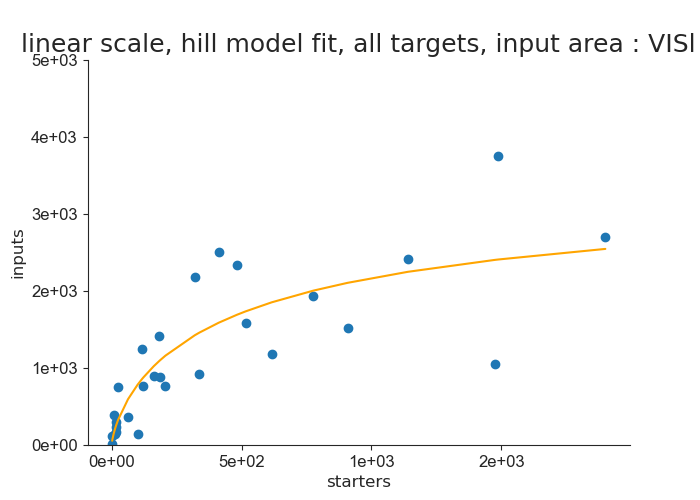 linear scale, hill model fit, all targets, input area : VISl
5e+03
4e+03
3e+03
2e+03
1e+03
0e+00
inputs
0e+00 5e+02 1e+03 2e+03
starters